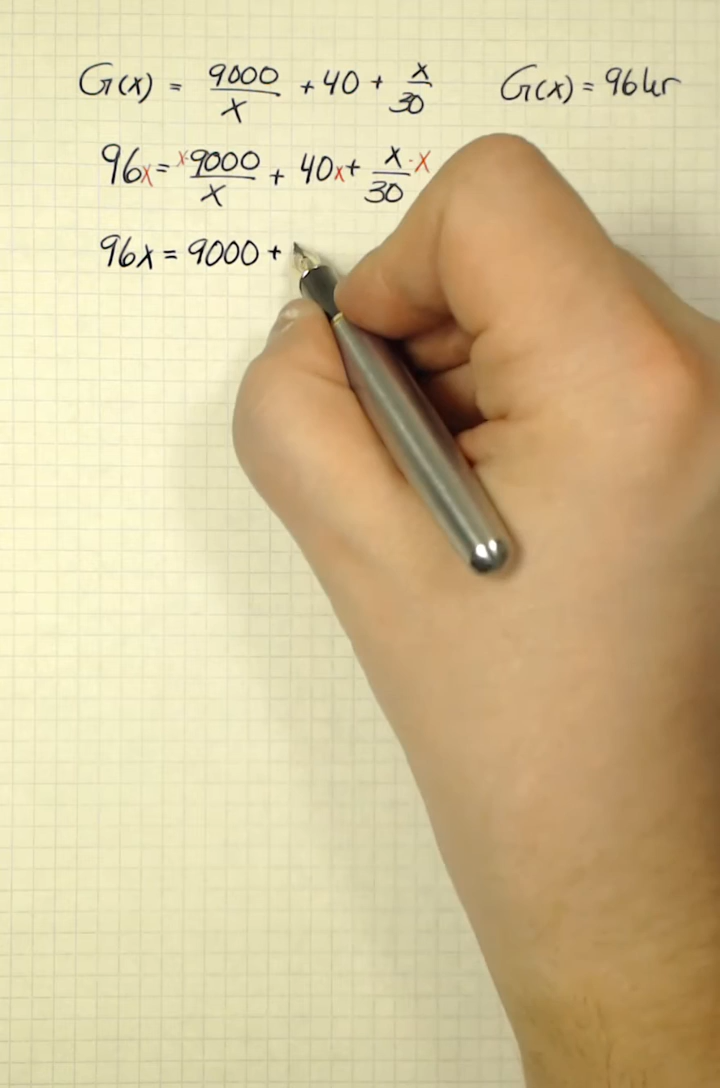 G(x) = 9000/x + 40 + x/30 G(x) = 96kr
96x = x·9000/x + 40x + x/30·x
96x = 9000 +